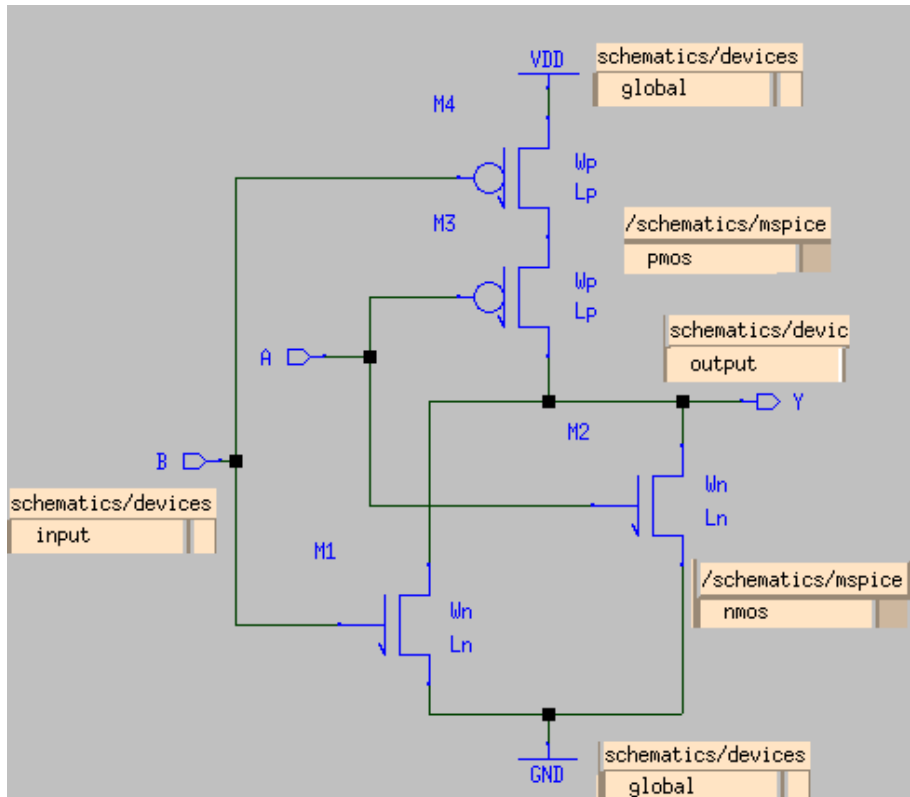 schematics/devices
VDD
global
M4
Wp
Lp
M3
/schematics/mspice
pmos
Wp
Lp
schematics/devic
A
output
Y
M2
B
Wn
schematics/devices
Ln
input
M1
/schematics/mspice
Wn
nmos
Ln
schematics/devices
GND
global